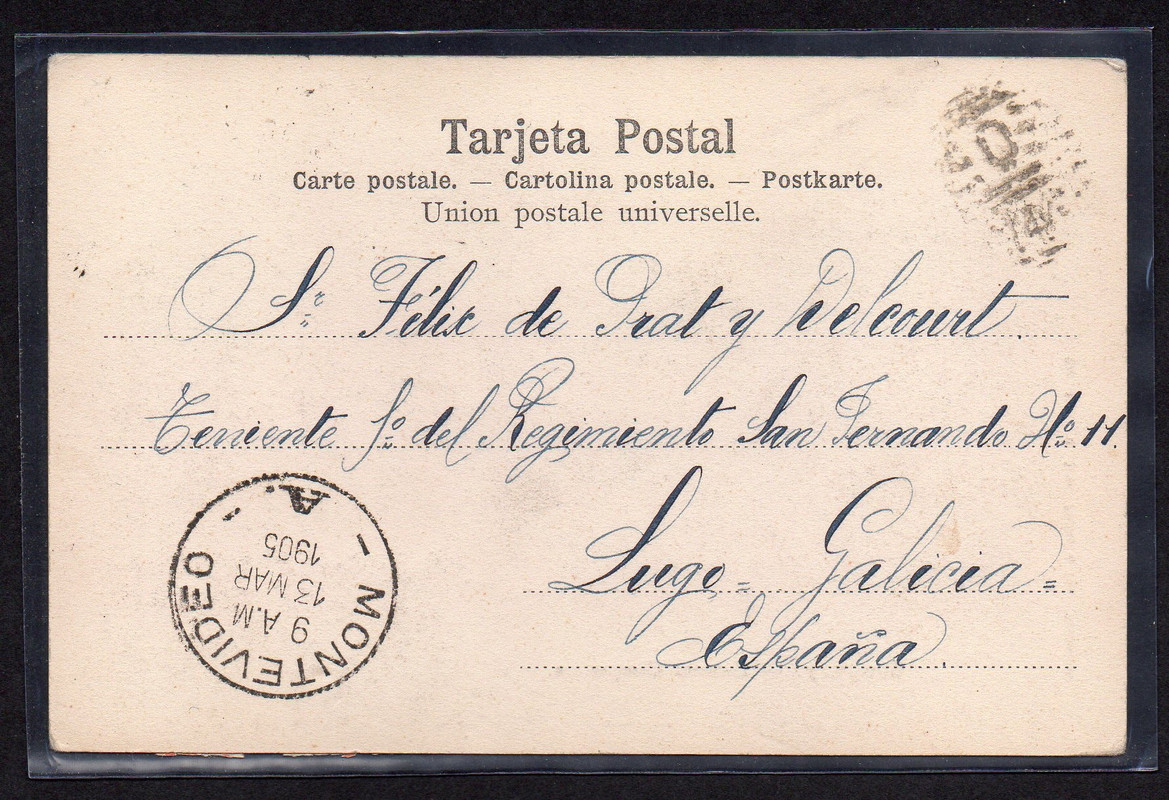 Tarjeta Postal
Carte postale. — Cartolina postale. — Postkarte.
Union postale universelle.
Sr. Félix de Prat y Delcourt.
Teniente 1º del Regimiento San Fernando Nº 11
Lugo = Galicia =
España.
- MONTEVIDEO -
A.
9 A.M
13 MAR
1905